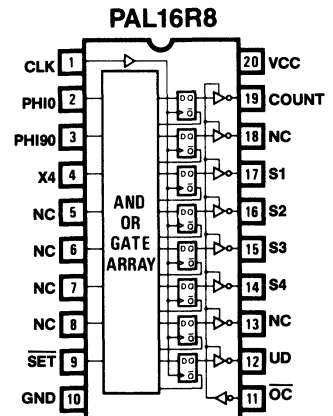 PAL16R8
CLK 1 20 VCC
PHI0 2 D Q Q̅ 19 COUNT
PHI90 3 D Q Q̅ 18 NC
X4 4 D Q Q̅ 17 S1
NC 5 D Q Q̅ 16 S2
NC 6 D Q Q̅ 15 S3
NC 7 D Q Q̅ 14 S4
NC 8 D Q Q̅ 13 NC
S̅E̅T̅ 9 D Q Q̅ 12 UD
GND 10 11 O̅C̅
AND
OR
GATE
ARRAY